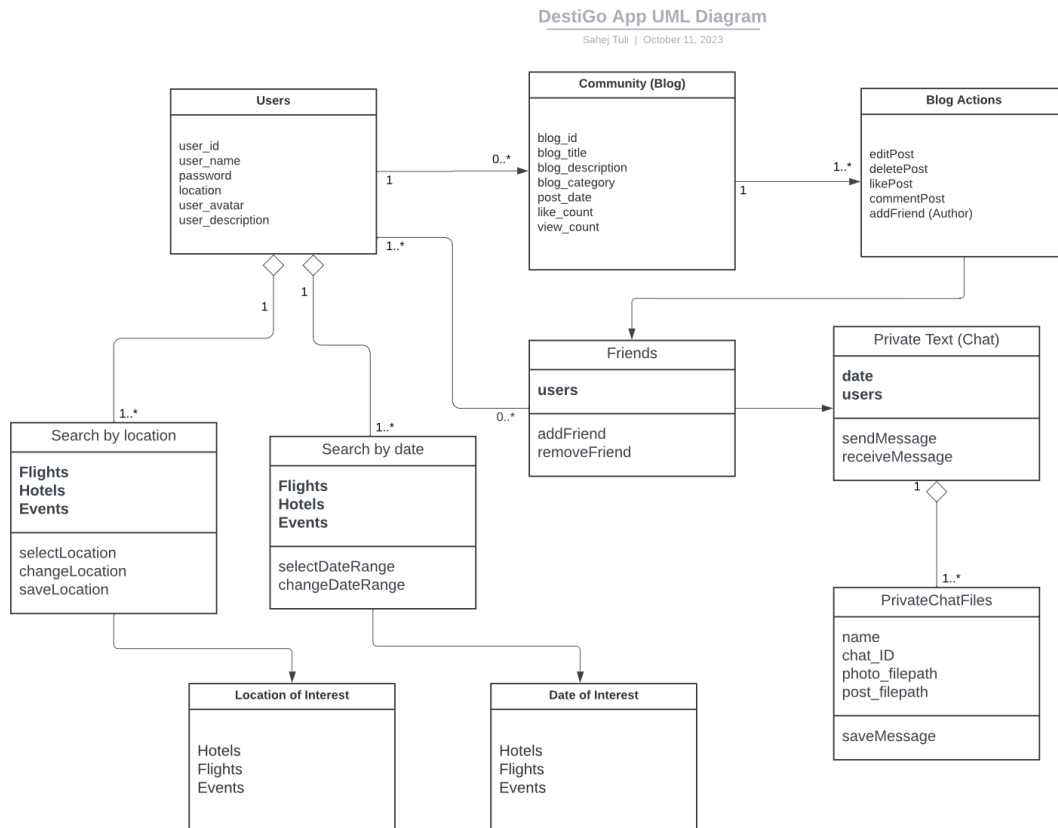 DestiGo App UML Diagram
Sahej Tuli | October 11, 2023
Users
user_id
user_name
password
location
user_avatar
user_description
1
0..*
1..*
Community (Blog)
blog_id
blog_title
blog_description
blog_category
post_date
like_count
view_count
1
1..*
Blog Actions
editPost
deletePost
likePost
commentPost
addFriend (Author)
1
1
1..*
1..*
0..*
Friends
users
addFriend
removeFriend
Private Text (Chat)
date
users
sendMessage
receiveMessage
1
1..*
Search by location
Flights
Hotels
Events
selectLocation
changeLocation
saveLocation
Search by date
Flights
Hotels
Events
selectDateRange
changeDateRange
PrivateChatFiles
name
chat_ID
photo_filepath
post_filepath
saveMessage
Location of Interest
Hotels
Flights
Events
Date of Interest
Hotels
Flights
Events